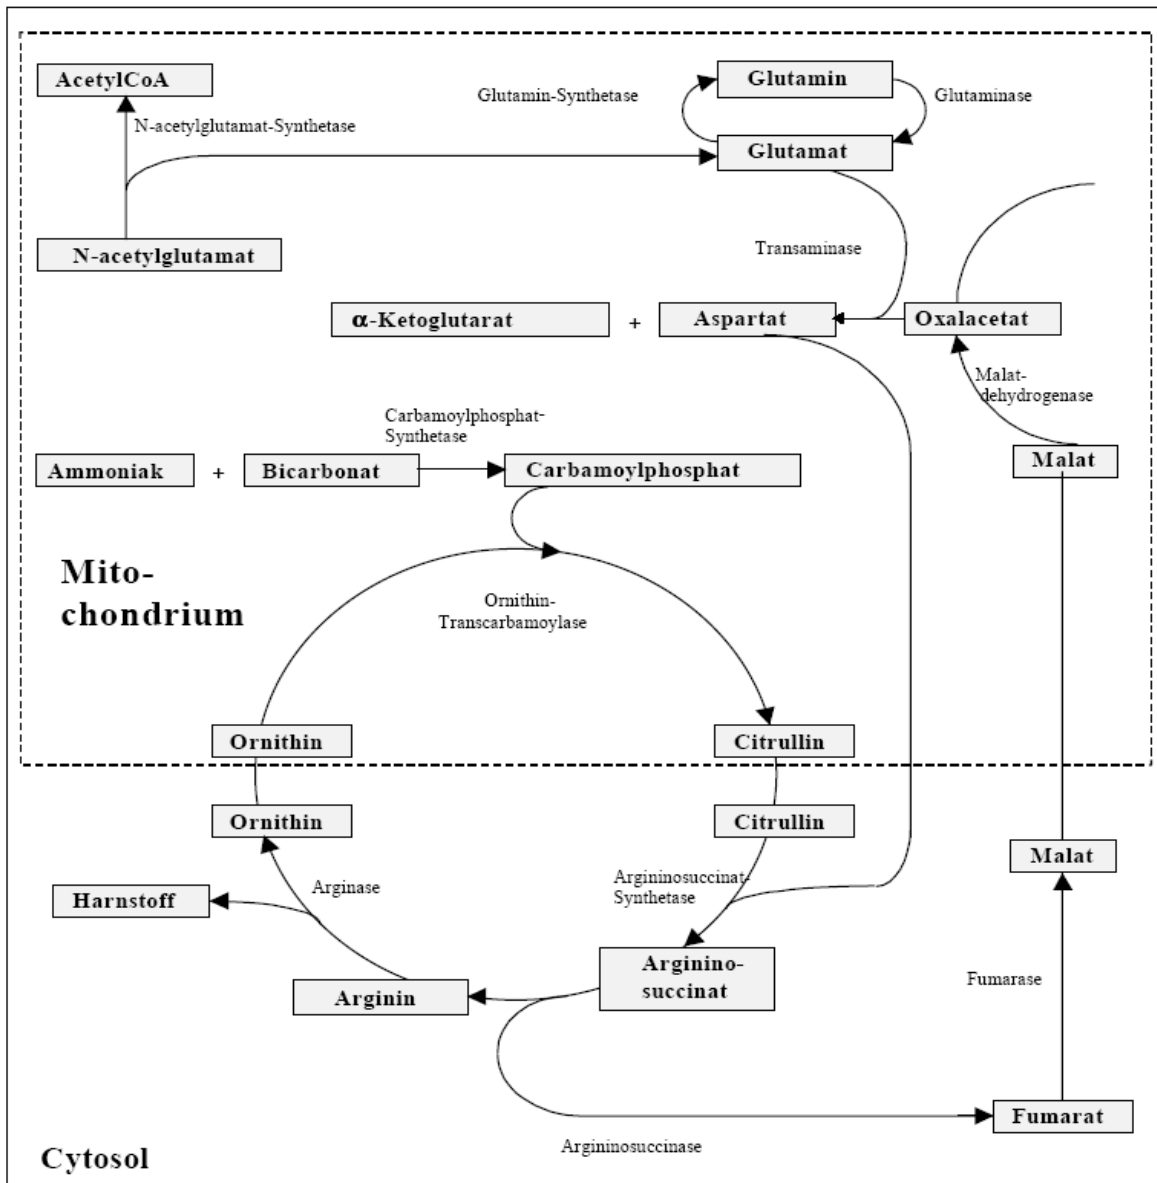 AcetylCoA
Glutamin
Glutamin-Synthetase
Glutaminase
N-acetylglutamat-Synthetase
Glutamat
N-acetylglutamat
Transaminase
α-Ketoglutarat
+
Aspartat
Oxalacetat
Malat-
dehydrogenase
Carbamoylphosphat-
Synthetase
Ammoniak
+
Bicarbonat
Carbamoylphosphat
Malat
Mito-
chondrium
Ornithin-
Transcarbamoylase
Ornithin
Citrullin
Ornithin
Citrullin
Malat
Harnstoff
Arginase
Argininosuccinat-
Synthetase
Arginin
Arginino-
succinat
Fumarase
Fumarat
Argininosuccinase
Cytosol